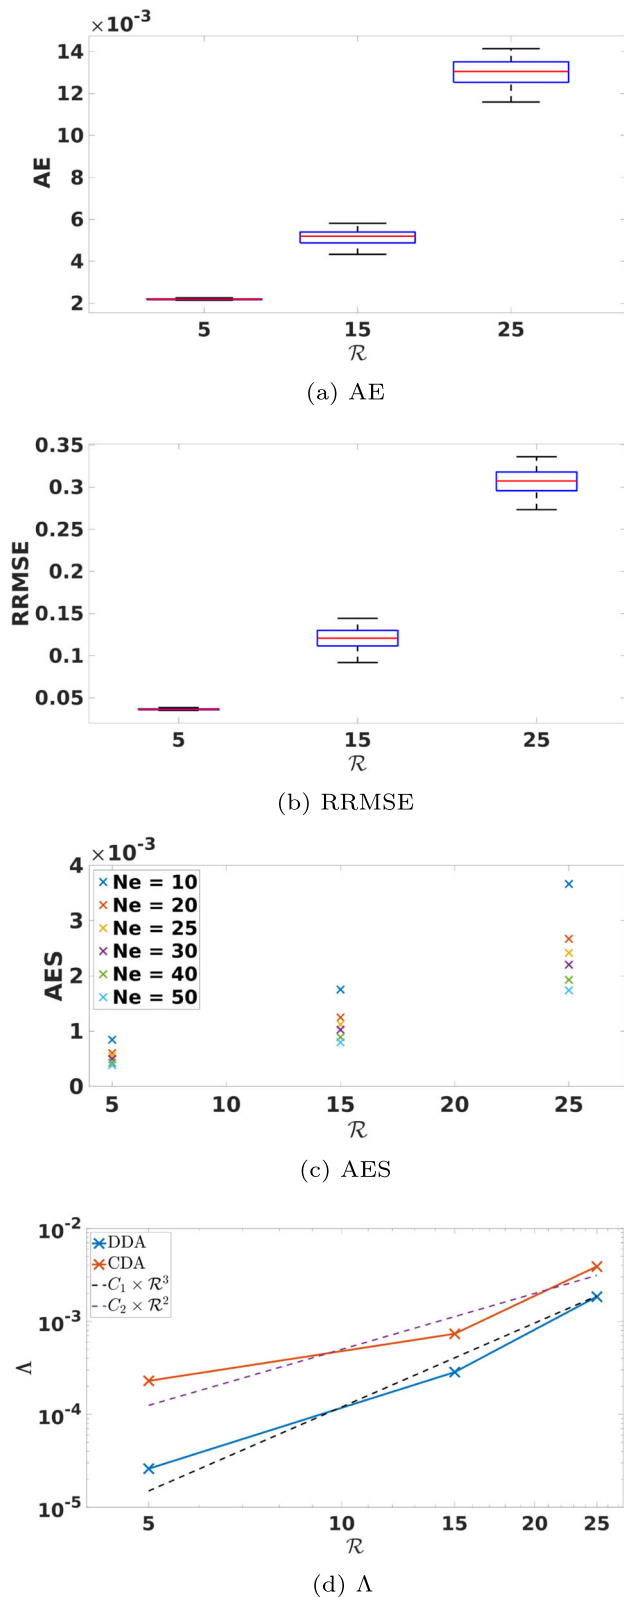 ×10⁻³
14
12
10
8
6
4
2
AE
5 15 25
ℛ
(a) AE
0.35
0.3
0.25
0.2
0.15
0.1
0.05
RRMSE
5 15 25
ℛ
(b) RRMSE
×10⁻³
4
3
2
1
0
AES
Ne = 10
Ne = 20
Ne = 25
Ne = 30
Ne = 40
Ne = 50
5 10 15 20 25
ℛ
(c) AES
10⁻²
10⁻³
10⁻⁴
10⁻⁵
Λ
DDA
CDA
C₁ × ℛ³
C₂ × ℛ²
5 10 15 20 25
ℛ
(d) Λ